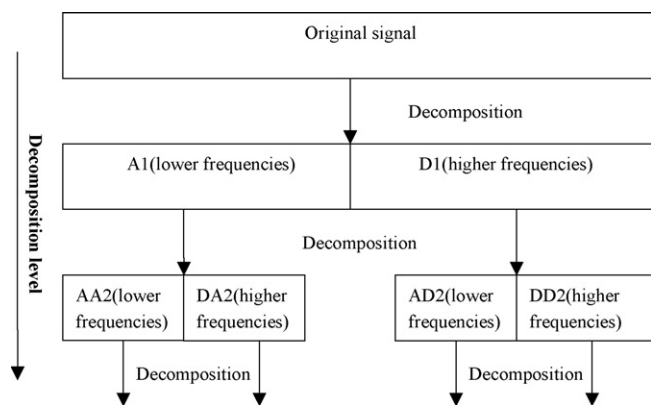 Original signal
Decomposition
A1(lower frequencies)
D1(higher frequencies)
Decomposition
AA2(lower
frequencies)
DA2(higher
frequencies)
AD2(lower
frequencies)
DD2(higher
frequencies)
Decomposition
Decomposition
Decomposition level